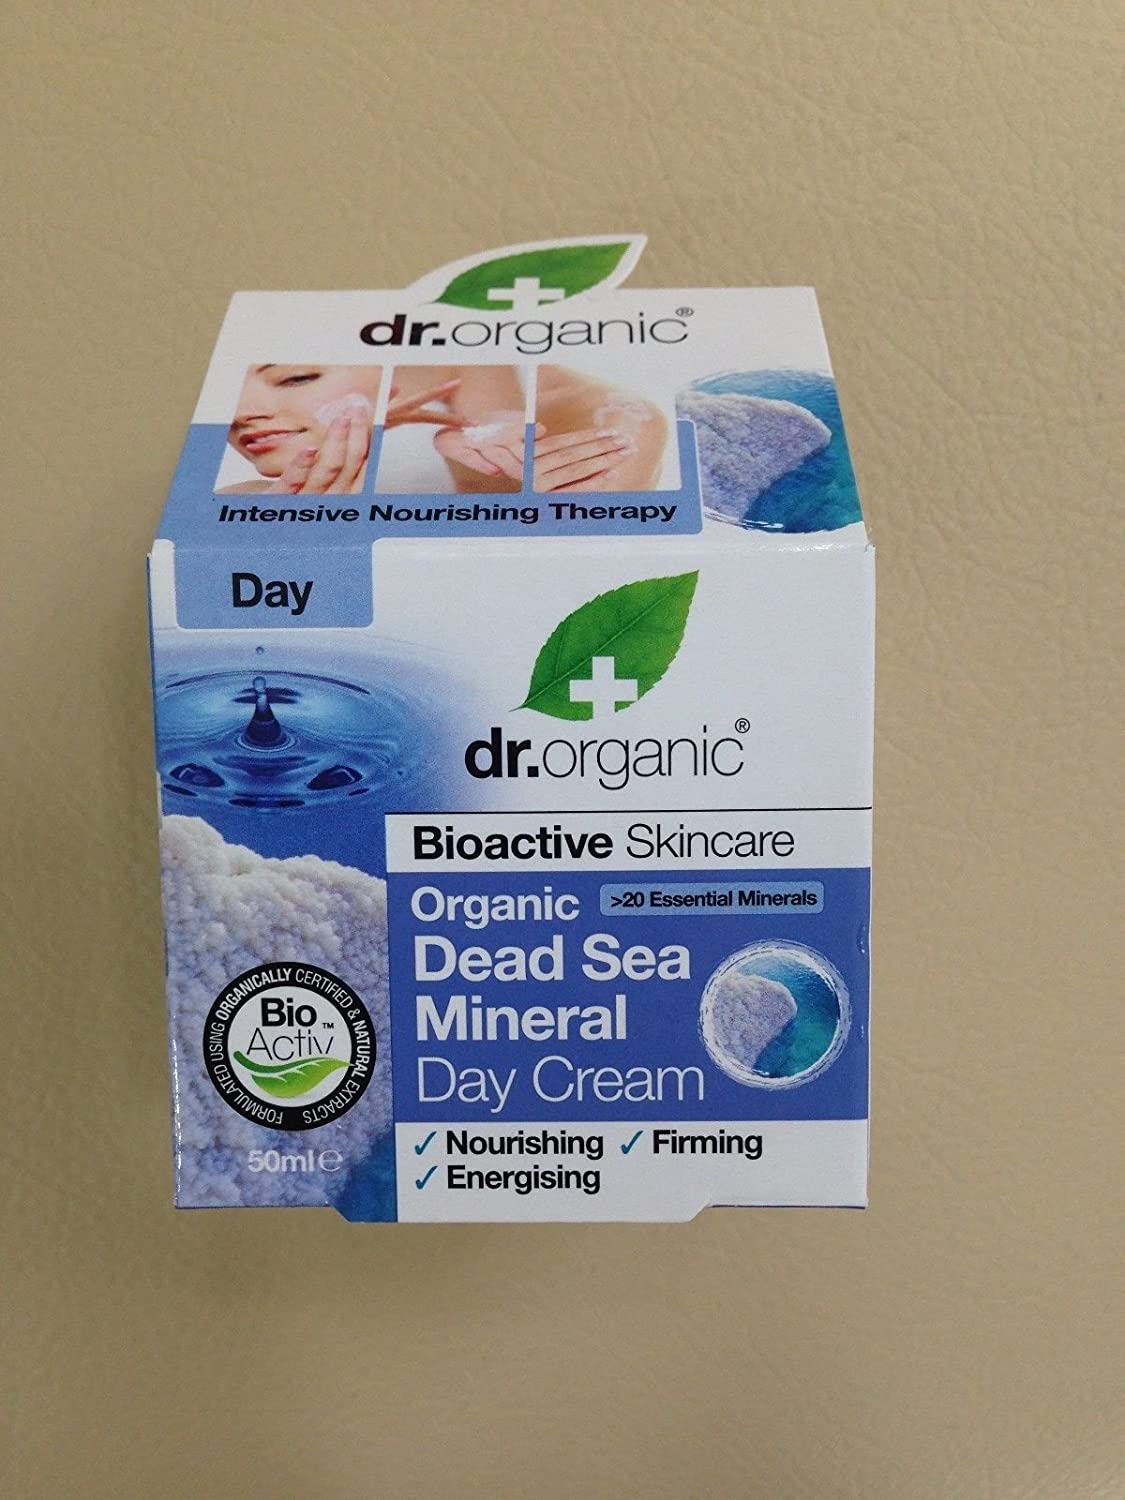 dr.organic®
Intensive Nourishing Therapy
Day
dr.organic®
Bioactive Skincare
Organic >20 Essential Minerals
Dead Sea
Mineral
Day Cream
✓ Nourishing ✓ Firming
✓ Energising
FORMULATED USING ORGANICALLY CERTIFIED & NATURAL EXTRACTS
Bio
Activ™
50ml ℮